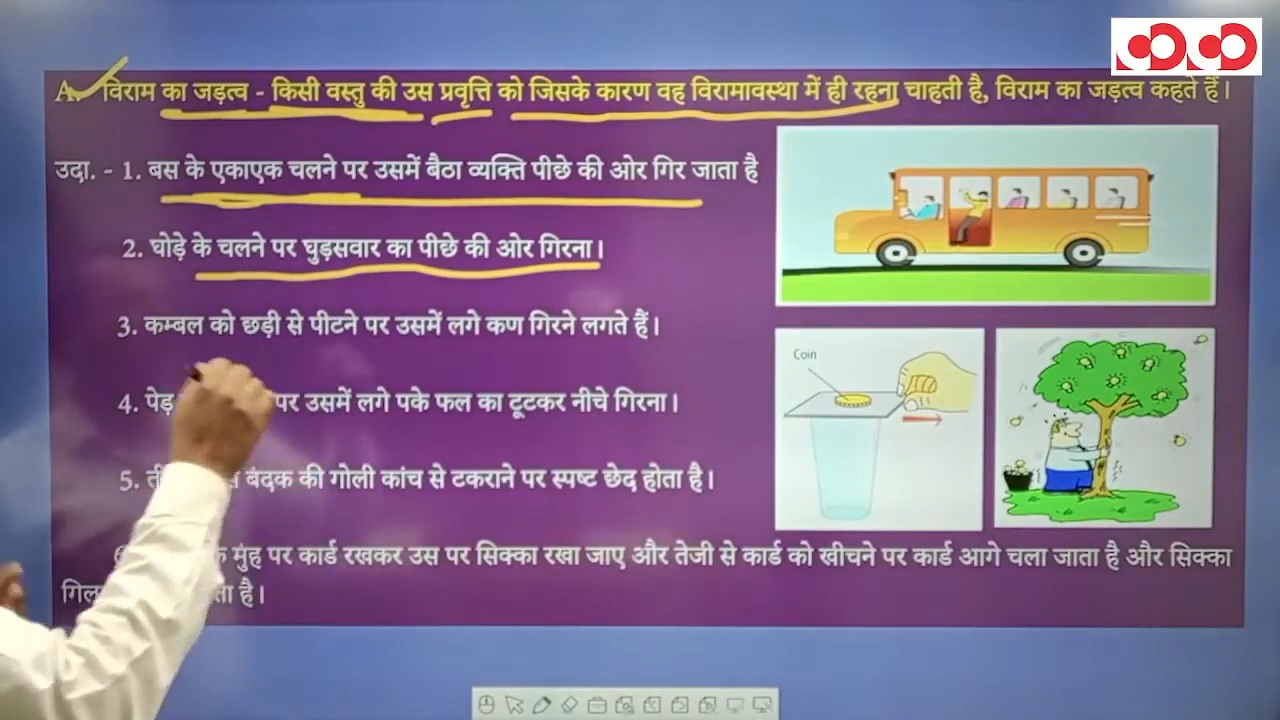 A. विराम का जड़त्व - किसी वस्तु की उस प्रवृत्ति को जिसके कारण वह विरामावस्था में ही रहना चाहती है, विराम का जड़त्व कहते हैं।
उदा. - 1. बस के एकाएक चलने पर उसमें बैठा व्यक्ति पीछे की ओर गिर जाता है
2. घोड़े के चलने पर घुड़सवार का पीछे की ओर गिरना।
3. कम्बल को छड़ी से पीटने पर उसमें लगे कण गिरने लगते हैं।
Coin
4. पेड़ पर उसमें लगे पके फल का टूटकर नीचे गिरना।
5. बंदूक की गोली कांच से टकराने पर स्पष्ट छेद होता है।
मुंह पर कार्ड रखकर उस पर सिक्का रखा जाए और तेजी से कार्ड को खीचने पर कार्ड आगे चला जाता है और सिक्का
है।